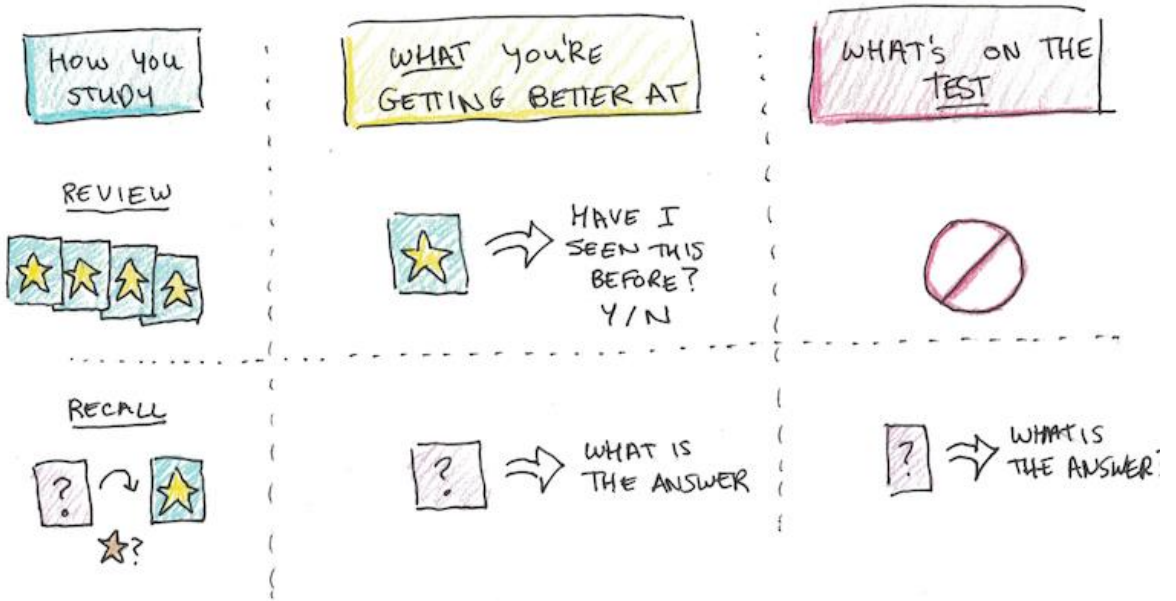 HOW YOU
STUDY
WHAT YOU'RE
GETTING BETTER AT
WHAT'S ON THE
TEST
REVIEW
HAVE I
SEEN THIS
BEFORE?
Y/N
RECALL
?
?
?
WHAT IS
THE ANSWER
?
WHAT IS
THE ANSWER?